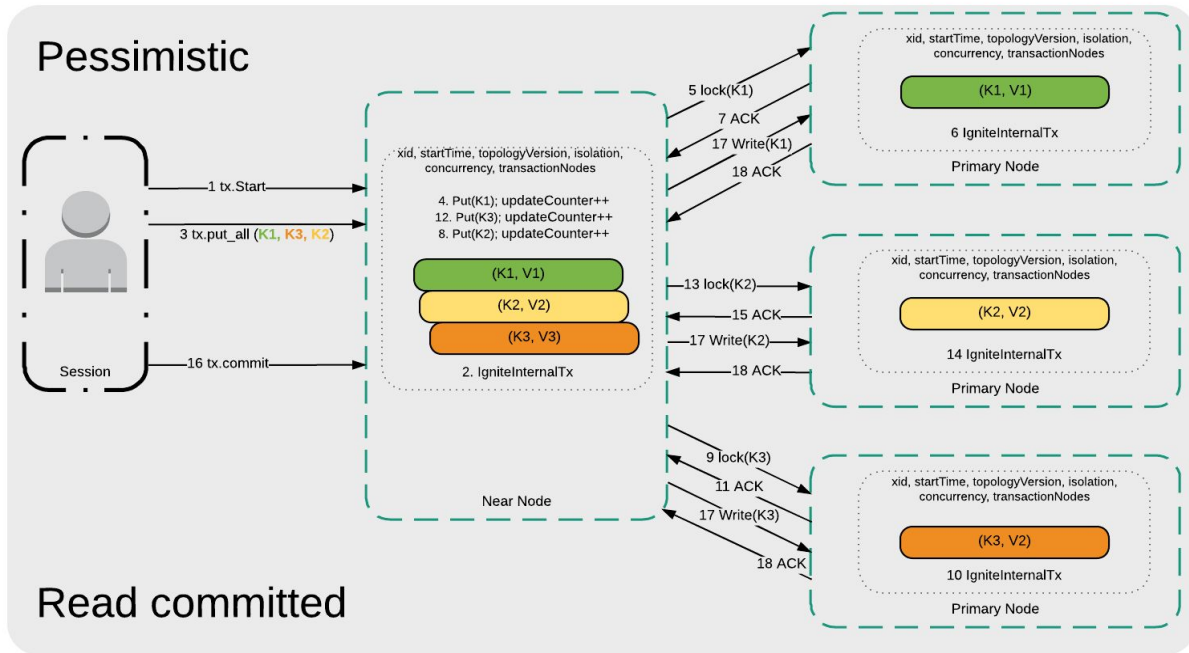 Pessimistic
Session
1 tx.Start
3 tx.put_all (K1, K3, K2)
16 tx.commit
xid, startTime, topologyVersion, isolation,
concurrency, transactionNodes
4. Put(K1); updateCounter++
12. Put(K3); updateCounter++
8. Put(K2); updateCounter++
(K1, V1)
(K2, V2)
(K3, V3)
2. IgniteInternalTx
Near Node
5 lock(K1)
7 ACK
17 Write(K1)
18 ACK
13 lock(K2)
15 ACK
17 Write(K2)
18 ACK
9 lock(K3)
11 ACK
17 Write(K3)
18 ACK
xid, startTime, topologyVersion, isolation,
concurrency, transactionNodes
(K1, V1)
6 IgniteInternalTx
Primary Node
xid, startTime, topologyVersion, isolation,
concurrency, transactionNodes
(K2, V2)
14 IgniteInternalTx
Primary Node
xid, startTime, topologyVersion, isolation,
concurrency, transactionNodes
(K3, V2)
10 IgniteInternalTx
Primary Node
Read committed